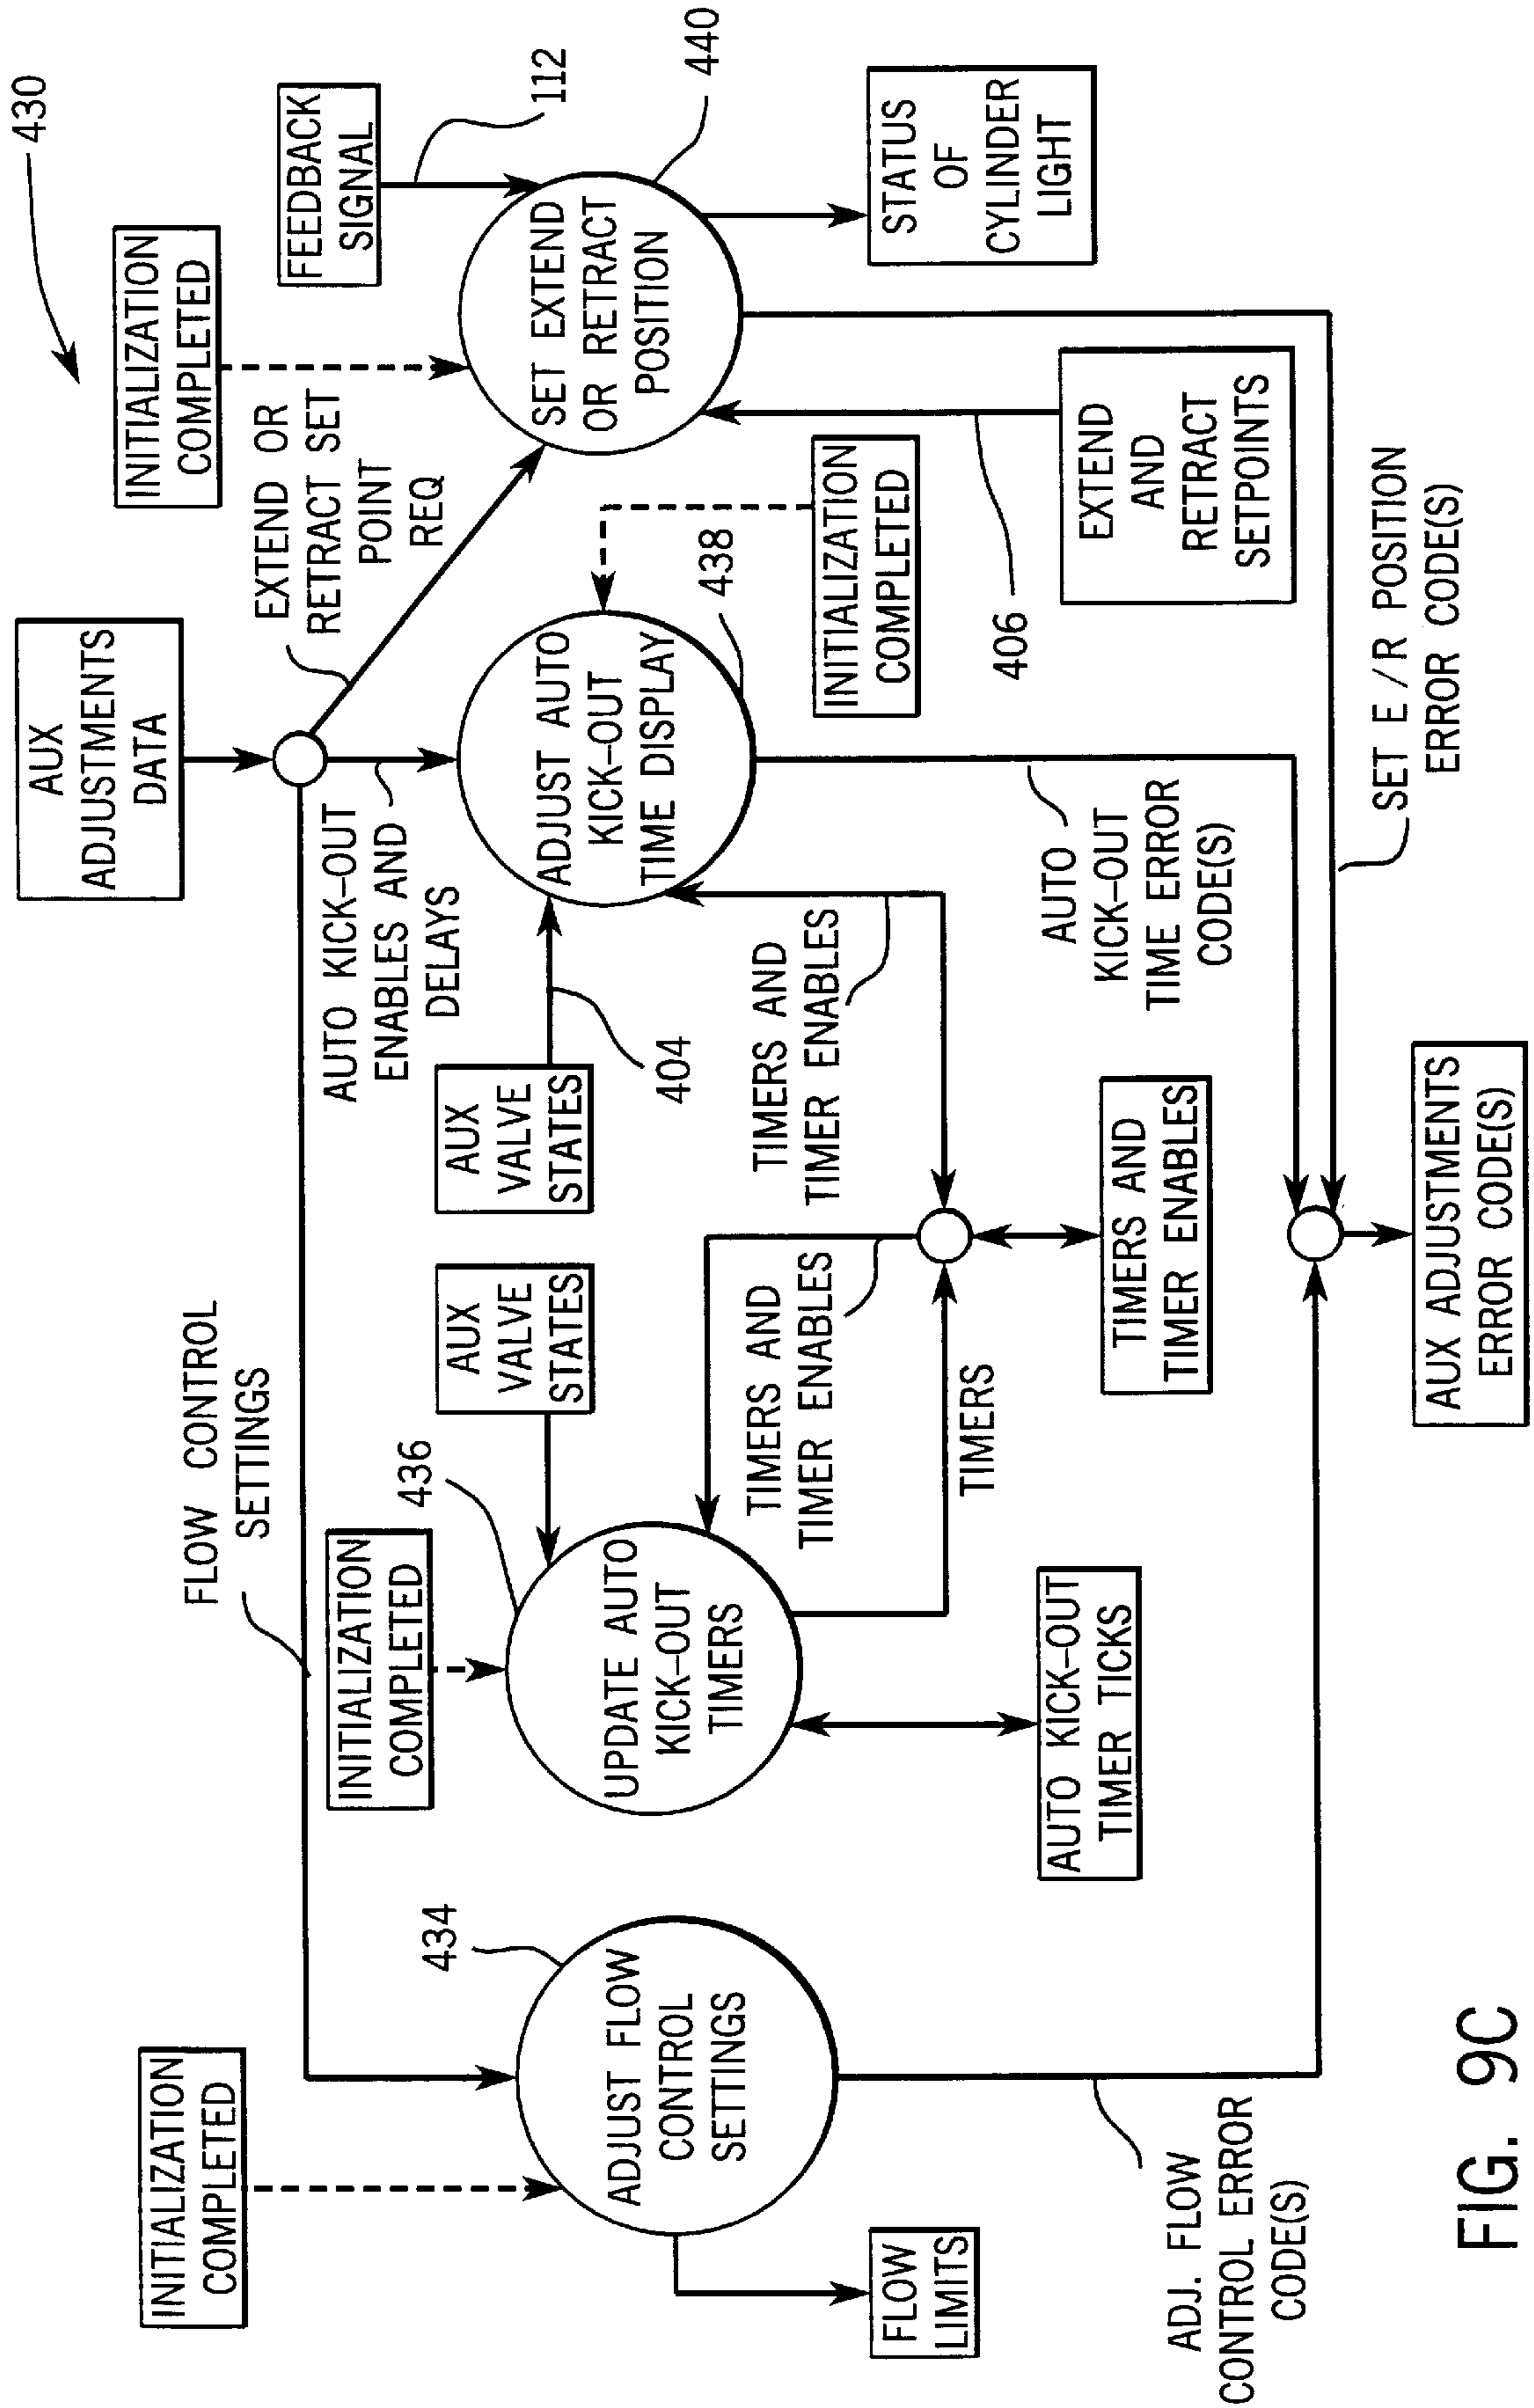 430
AUX
ADJUSTMENTS
DATA
INITIALIZATION
COMPLETED
FLOW CONTROL
SETTINGS
EXTEND OR
RETRACT SET
POINT
REQ
INITIALIZATION
COMPLETED
FEEDBACK
SIGNAL
112
INITIALIZATION
COMPLETED
436
AUX
VALVE
STATES
AUX
VALVE
STATES
404
AUTO KICK-OUT
ENABLES AND
DELAYS
434
ADJUST FLOW
CONTROL
SETTINGS
UPDATE AUTO
KICK-OUT
TIMERS
ADJUST AUTO
KICK-OUT
TIME DISPLAY
438
SET EXTEND
OR RETRACT
POSITION
440
TIMERS AND
TIMER ENABLES
TIMERS AND
TIMER ENABLES
TIMERS
INITIALIZATION
COMPLETED
STATUS
OF
CYLINDER
LIGHT
FLOW
LIMITS
AUTO KICK-OUT
TIMER TICKS
TIMERS AND
TIMER ENABLES
AUTO
KICK-OUT
TIME ERROR
CODE(S)
406
EXTEND
AND
RETRACT
SETPOINTS
ADJ. FLOW
CONTROL ERROR
CODE(S)
SET E/R POSITION
ERROR CODE(S)
AUX ADJUSTMENTS
ERROR CODE(S)
FIG. 9C